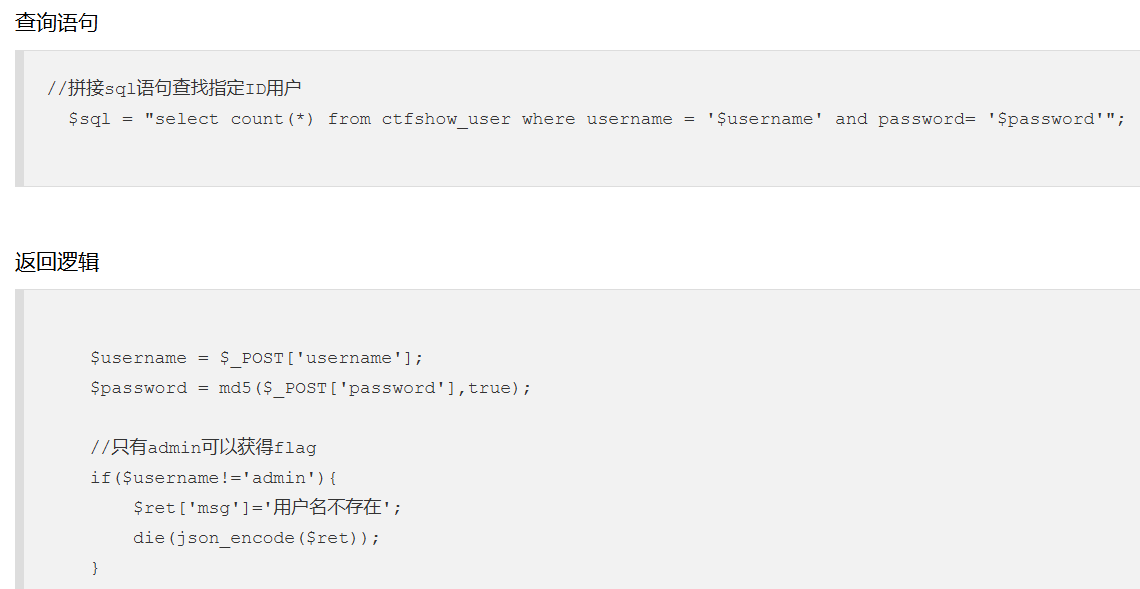 查询语句
//拼接sql语句查找指定ID用户
$sql = "select count(*) from ctfshow_user where username = '$username' and password= '$password'";
返回逻辑
$username = $_POST['username'];
$password = md5($_POST['password'],true);
//只有admin可以获得flag
if($username!='admin'){
$ret['msg']='用户名不存在';
die(json_encode($ret));
}